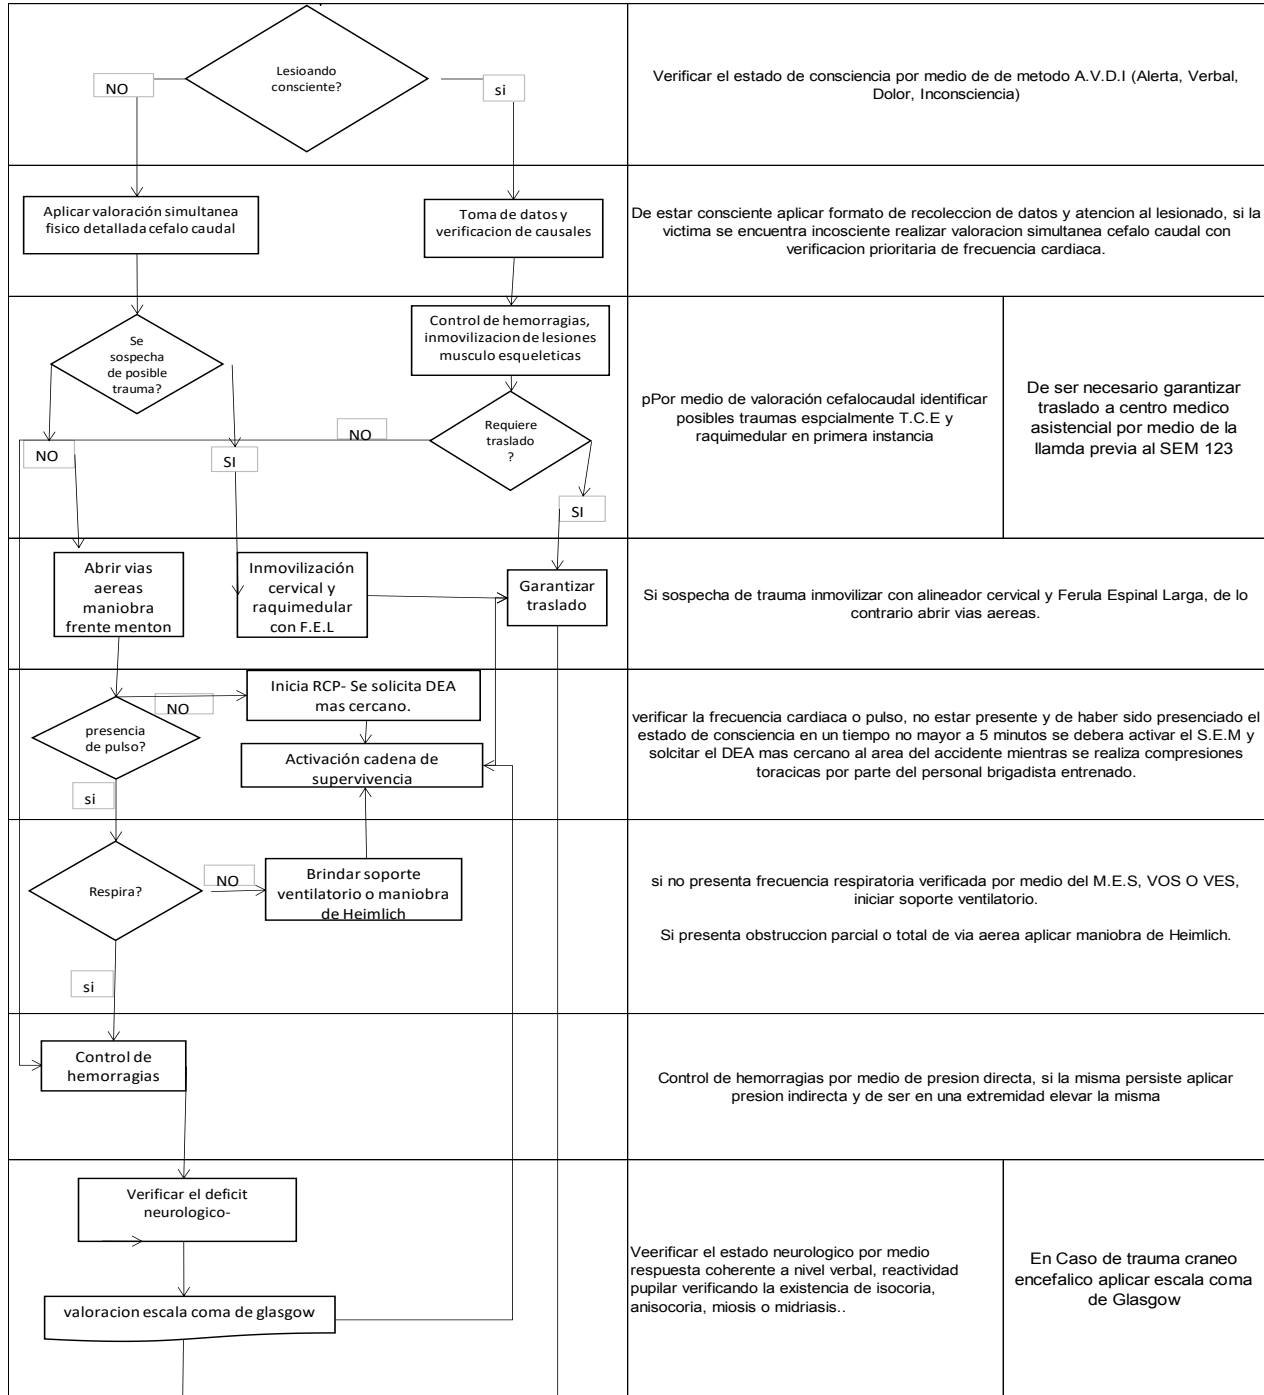 Lesioando
consciente?
NO
si
Verificar el estado de consciencia por medio de de metodo A.V.D.I (Alerta, Verbal,
Dolor, Inconsciencia)
Aplicar valoración simultanea
fisico detallada cefalo caudal
Toma de datos y
verificacion de causales
De estar consciente aplicar formato de recoleccion de datos y atencion al lesionado, si la
victima se encuentra incosciente realizar valoracion simultanea cefalo caudal con
verificacion prioritaria de frecuencia cardiaca.
Se
sospecha
de posible
trauma?
Control de hemorragias,
inmovilizacion de lesiones
musculo esqueleticas
Requiere
traslado
?
NO
NO
SI
SI
pPor medio de valoración cefalocaudal identificar
posibles traumas espcialmente T.C.E y
raquimedular en primera instancia
De ser necesario garantizar
traslado a centro medico
asistencial por medio de la
llamda previa al SEM 123
Abrir vias
aereas
maniobra
frente menton
Inmovilización
cervical y
raquimedular
con F.E.L
Garantizar
traslado
Si sospecha de trauma inmovilizar con alineador cervical y Ferula Espinal Larga, de lo
contrario abrir vias aereas.
presencia
de pulso?
NO
Inicia RCP- Se solicita DEA
mas cercano.
Activación cadena de
supervivencia
si
verificar la frecuencia cardiaca o pulso, no estar presente y de haber sido presenciado el
estado de consciencia en un tiempo no mayor a 5 minutos se debera activar el S.E.M y
solcitar el DEA mas cercano al area del accidente mientras se realiza compresiones
toracicas por parte del personal brigadista entrenado.
Respira?
NO
Brindar soporte
ventilatorio o maniobra
de Heimlich
si
si no presenta frecuencia respiratoria verificada por medio del M.E.S, VOS O VES,
iniciar soporte ventilatorio.
Si presenta obstruccion parcial o total de via aerea aplicar maniobra de Heimlich.
Control de
hemorragias
Control de hemorragias por medio de presion directa, si la misma persiste aplicar
presion indirecta y de ser en una extremidad elevar la misma
Verificar el deficit
neurologico-
valoracion escala coma de glasgow
Veerificar el estado neurologico por medio
respuesta coherente a nivel verbal, reactividad
pupilar verificando la existencia de isocoria,
anisocoria, miosis o midriasis..
En Caso de trauma craneo
encefalico aplicar escala coma
de Glasgow